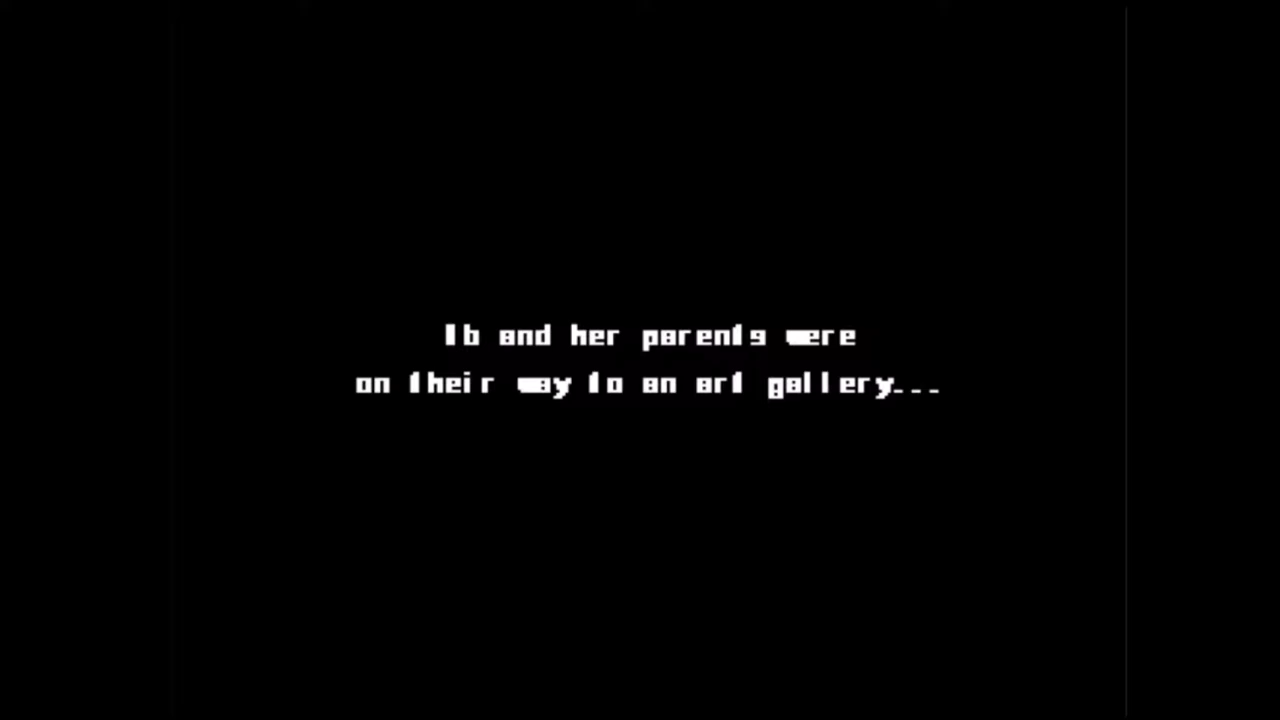 Ib and her parents were
on their way to an art gallery...